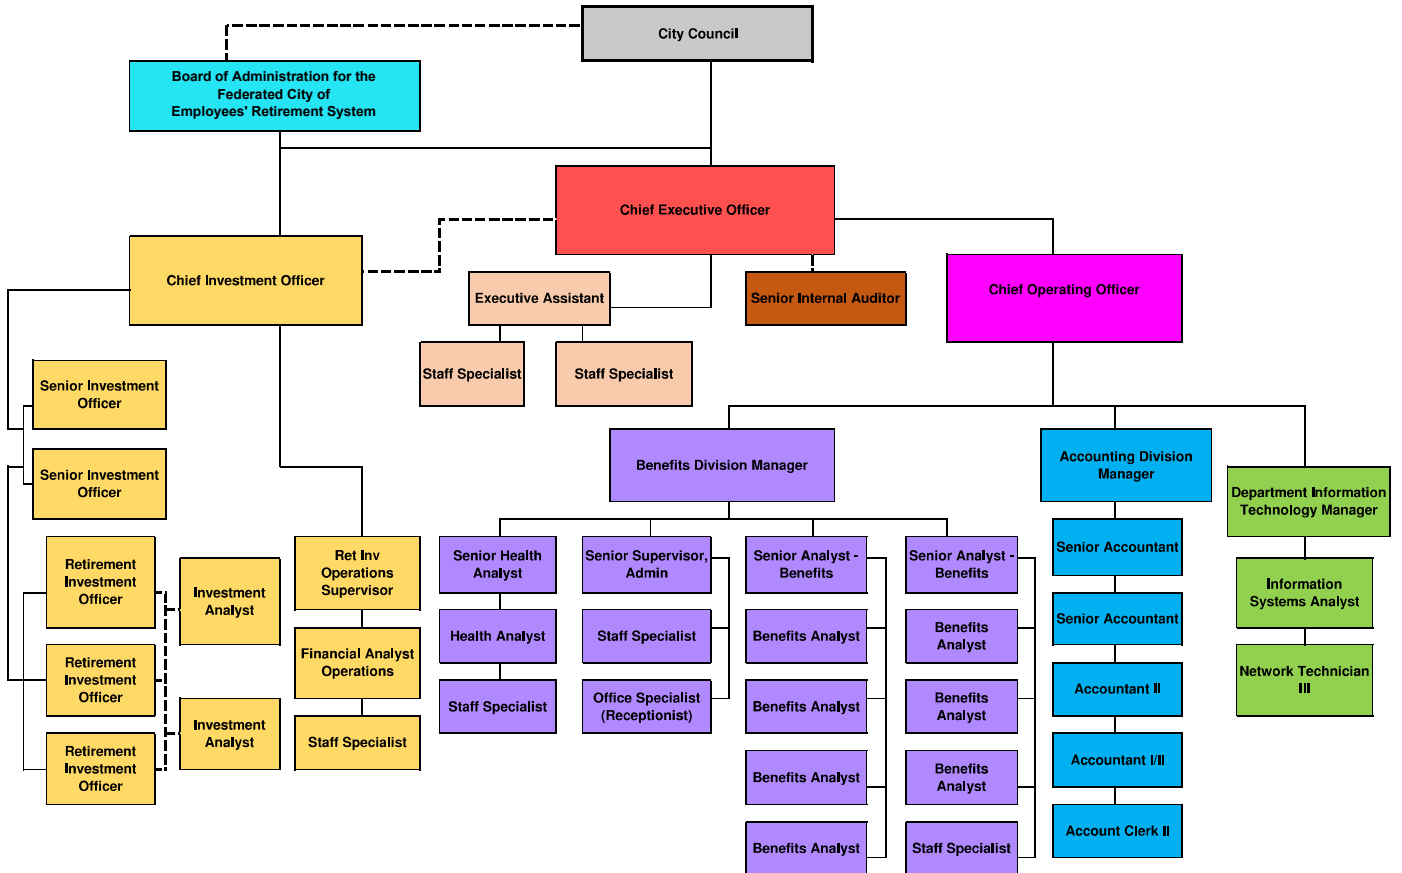 City Council
Board of Administration for the
Federated City of
Employees' Retirement System
Chief Executive Officer
Chief Investment Officer
Executive Assistant
Senior Internal Auditor
Chief Operating Officer
Staff Specialist
Staff Specialist
Senior Investment
Officer
Senior Investment
Officer
Retirement
Investment
Officer
Retirement
Investment
Officer
Retirement
Investment
Officer
Investment
Analyst
Investment
Analyst
Ret Inv
Operations
Supervisor
Financial Analyst
Operations
Staff Specialist
Benefits Division Manager
Senior Health
Analyst
Health Analyst
Staff Specialist
Senior Supervisor,
Admin
Staff Specialist
Office Specialist
(Receptionist)
Senior Analyst -
Benefits
Benefits Analyst
Benefits Analyst
Benefits Analyst
Benefits Analyst
Senior Analyst -
Benefits
Benefits
Analyst
Benefits
Analyst
Benefits
Analyst
Staff Specialist
Accounting Division
Manager
Senior Accountant
Senior Accountant
Accountant II
Accountant I/II
Account Clerk II
Department Information
Technology Manager
Information
Systems Analyst
Network Technician
III